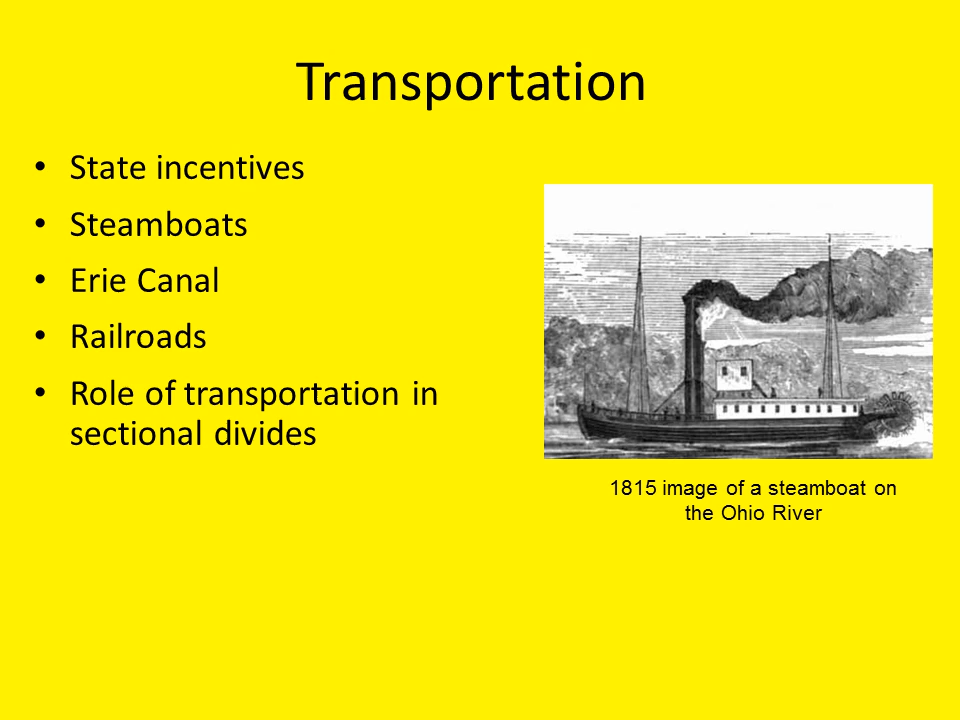 Transportation
• State incentives
• Steamboats
• Erie Canal
• Railroads
• Role of transportation in
sectional divides
1815 image of a steamboat on
the Ohio River